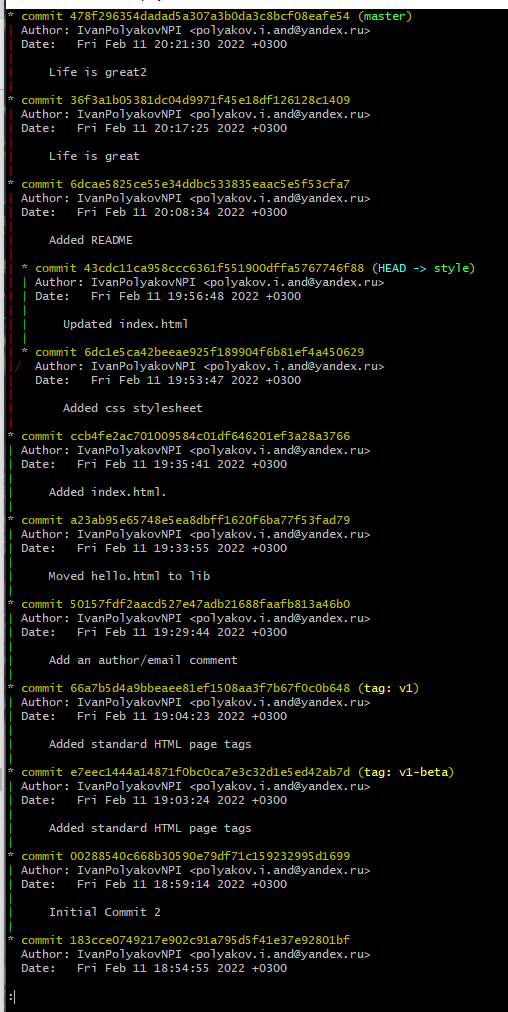 * commit 478f296354dadad5a307a3b0da3c8bcf08eafe54 (master)
| Author: IvanPolyakovNPI <polyakov.i.and@yandex.ru>
| Date:   Fri Feb 11 20:21:30 2022 +0300
|
|     Life is great2
|
* commit 36f3a1b05381dc04d9971f45e18df126128c1409
| Author: IvanPolyakovNPI <polyakov.i.and@yandex.ru>
| Date:   Fri Feb 11 20:17:25 2022 +0300
|
|     Life is great
|
* commit 6dcae5825ce55e34ddbc533835eaac5e5f53cfa7
| Author: IvanPolyakovNPI <polyakov.i.and@yandex.ru>
| Date:   Fri Feb 11 20:08:34 2022 +0300
|
|     Added README
|
| * commit 43cdc11ca958ccc6361f551900dffa5767746f88 (HEAD -> style)
| | Author: IvanPolyakovNPI <polyakov.i.and@yandex.ru>
| | Date:   Fri Feb 11 19:56:48 2022 +0300
| |
| |     Updated index.html
| |
| * commit 6dc1e5ca42beeae925f189904f6b81ef4a450629
|/  Author: IvanPolyakovNPI <polyakov.i.and@yandex.ru>
|   Date:   Fri Feb 11 19:53:47 2022 +0300
|
|       Added css stylesheet
|
* commit ccb4fe2ac701009584c01df646201ef3a28a3766
| Author: IvanPolyakovNPI <polyakov.i.and@yandex.ru>
| Date:   Fri Feb 11 19:35:41 2022 +0300
|
|     Added index.html.
|
* commit a23ab95e65748e5ea8dbff1620f6ba77f53fad79
| Author: IvanPolyakovNPI <polyakov.i.and@yandex.ru>
| Date:   Fri Feb 11 19:33:55 2022 +0300
|
|     Moved hello.html to lib
|
* commit 50157fdf2aacd527e47adb21688faafb813a46b0
| Author: IvanPolyakovNPI <polyakov.i.and@yandex.ru>
| Date:   Fri Feb 11 19:29:44 2022 +0300
|
|     Add an author/email comment
|
* commit 66a7b5d4a9bbeaee81ef1508aa3f7b67f0c0b648 (tag: v1)
| Author: IvanPolyakovNPI <polyakov.i.and@yandex.ru>
| Date:   Fri Feb 11 19:04:23 2022 +0300
|
|     Added standard HTML page tags
|
* commit e7eec1444a14871f0bc0ca7e3c32d1e5ed42ab7d (tag: v1-beta)
| Author: IvanPolyakovNPI <polyakov.i.and@yandex.ru>
| Date:   Fri Feb 11 19:03:24 2022 +0300
|
|     Added standard HTML page tags
|
* commit 00288540c668b30590e79df71c159232995d1699
| Author: IvanPolyakovNPI <polyakov.i.and@yandex.ru>
| Date:   Fri Feb 11 18:59:14 2022 +0300
|
|     Initial Commit 2
|
* commit 183cce0749217e902c91a795d5f41e37e92801bf
  Author: IvanPolyakovNPI <polyakov.i.and@yandex.ru>
  Date:   Fri Feb 11 18:54:55 2022 +0300
: